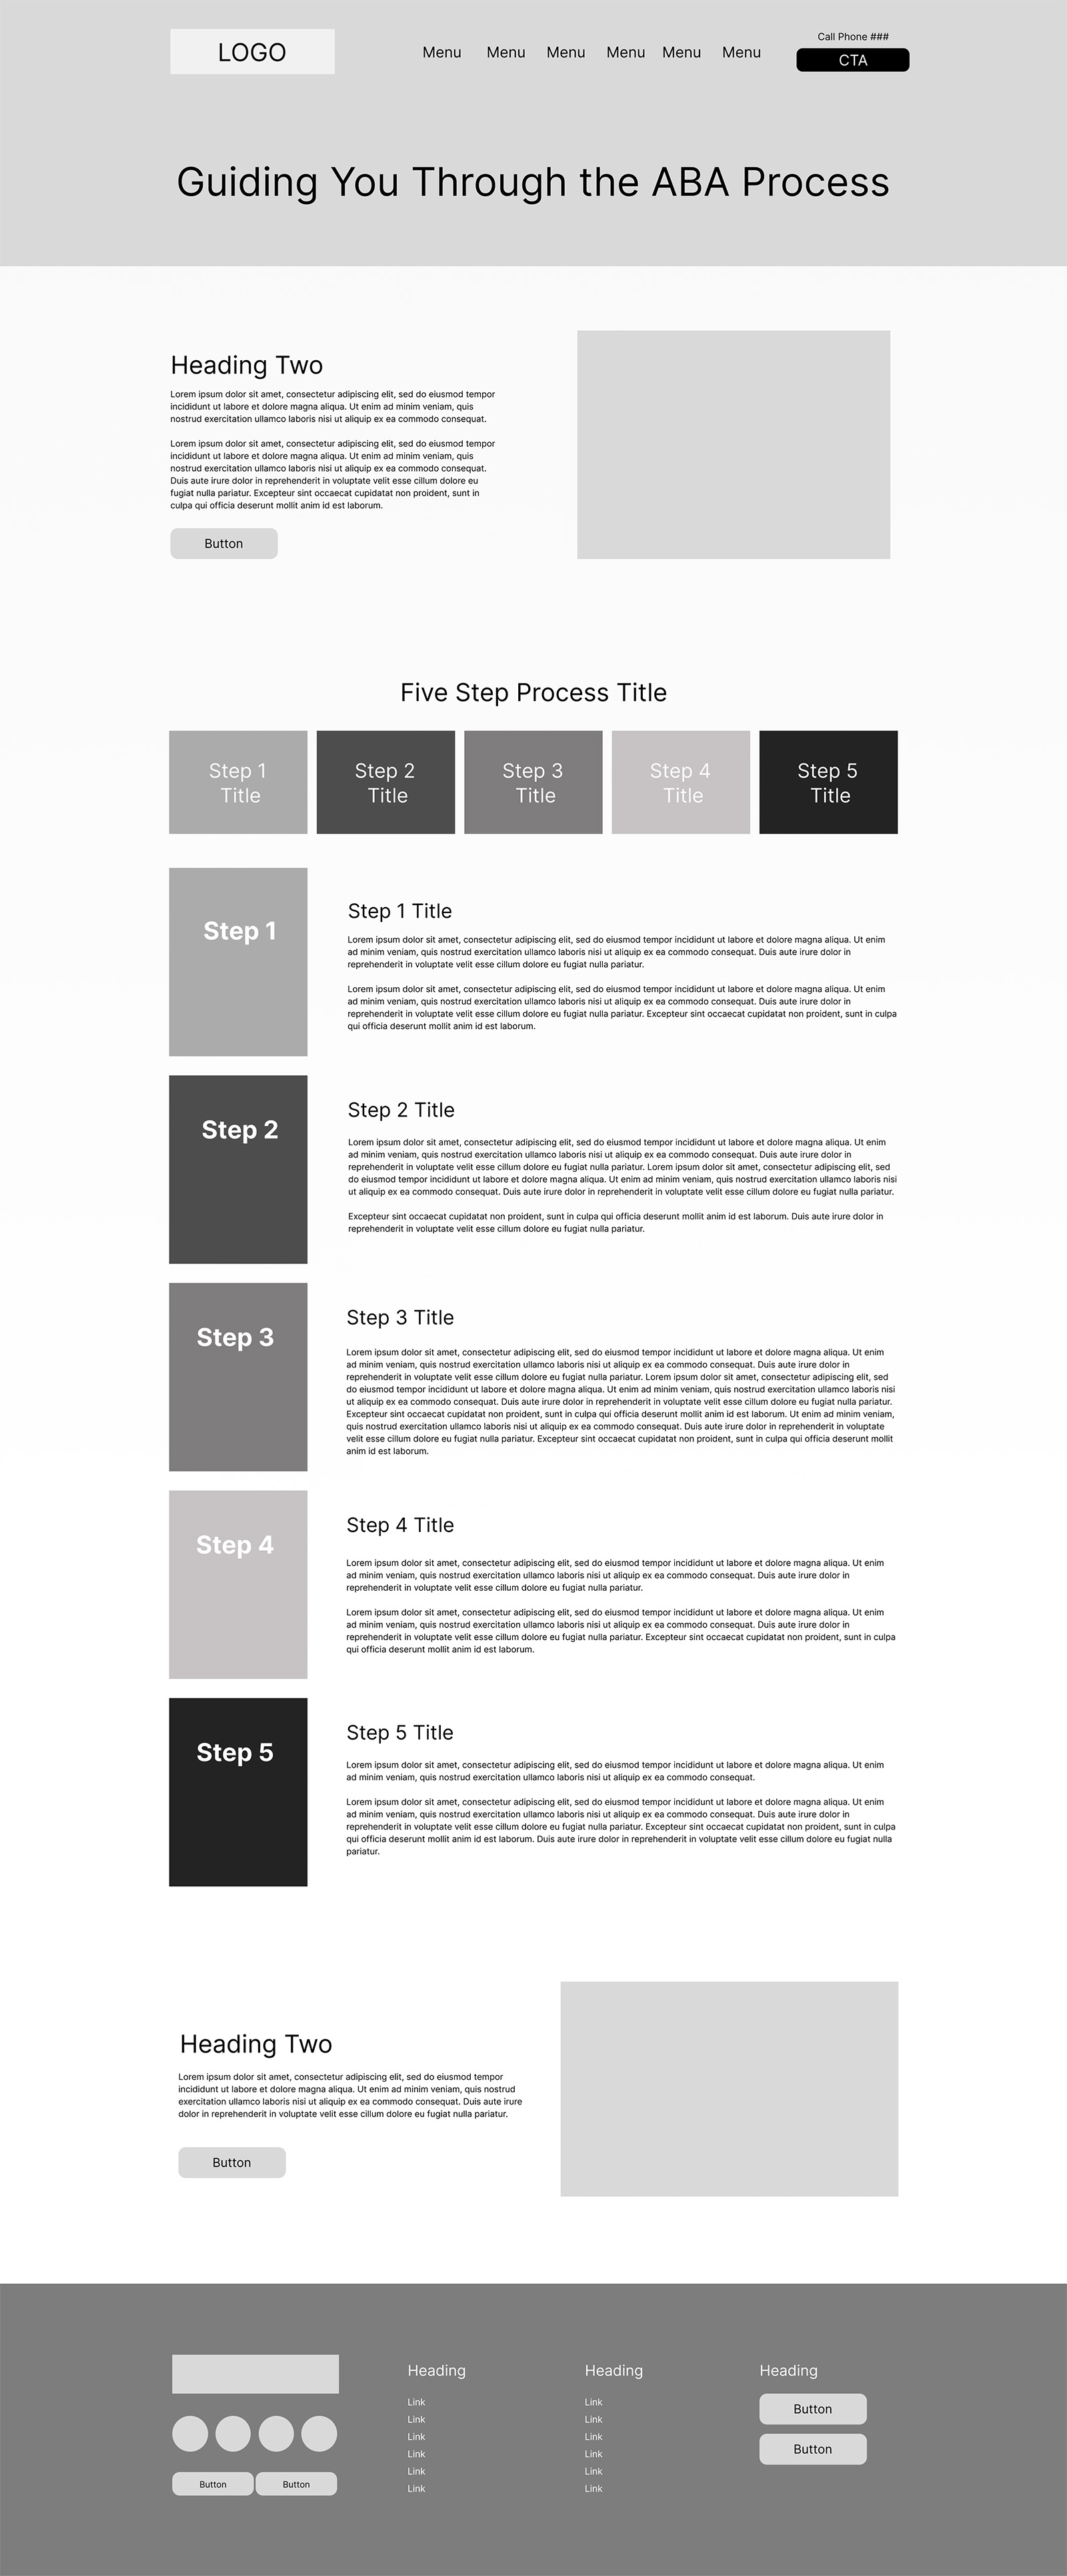 LOGO
Menu Menu Menu Menu Menu Menu
Call Phone ###
CTA
Guiding You Through the ABA Process
Heading Two
Lorem ipsum dolor sit amet, consectetur adipiscing elit, sed do eiusmod tempor
incididunt ut labore et dolore magna aliqua. Ut enim ad minim veniam, quis
nostrud exercitation ullamco laboris nisi ut aliquip ex ea commodo consequat.
Lorem ipsum dolor sit amet, consectetur adipiscing elit, sed do eiusmod tempor
incididunt ut labore et dolore magna aliqua. Ut enim ad minim veniam, quis
nostrud exercitation ullamco laboris nisi ut aliquip ex ea commodo consequat.
Duis aute irure dolor in reprehenderit in voluptate velit esse cillum dolore eu
fugiat nulla pariatur. Excepteur sint occaecat cupidatat non proident, sunt in
culpa qui officia deserunt mollit anim id est laborum.
Button
Five Step Process Title
Step 1
Title
Step 2
Title
Step 3
Title
Step 4
Title
Step 5
Title
Step 1
Step 1 Title
Lorem ipsum dolor sit amet, consectetur adipiscing elit, sed do eiusmod tempor incididunt ut labore et dolore magna aliqua. Ut enim
ad minim veniam, quis nostrud exercitation ullamco laboris nisi ut aliquip ex ea commodo consequat. Duis aute irure dolor in
reprehenderit in voluptate velit esse cillum dolore eu fugiat nulla pariatur.
Lorem ipsum dolor sit amet, consectetur adipiscing elit, sed do eiusmod tempor incididunt ut labore et dolore magna aliqua. Ut enim
ad minim veniam, quis nostrud exercitation ullamco laboris nisi ut aliquip ex ea commodo consequat. Duis aute irure dolor in
reprehenderit in voluptate velit esse cillum dolore eu fugiat nulla pariatur. Excepteur sint occaecat cupidatat non proident, sunt in culpa
qui officia deserunt mollit anim id est laborum.
Step 2
Step 2 Title
Lorem ipsum dolor sit amet, consectetur adipiscing elit, sed do eiusmod tempor incididunt ut labore et dolore magna aliqua. Ut enim
ad minim veniam, quis nostrud exercitation ullamco laboris nisi ut aliquip ex ea commodo consequat. Duis aute irure dolor in
reprehenderit in voluptate velit esse cillum dolore eu fugiat nulla pariatur. Lorem ipsum dolor sit amet, consectetur adipiscing elit, sed
do eiusmod tempor incididunt ut labore et dolore magna aliqua. Ut enim ad minim veniam, quis nostrud exercitation ullamco laboris nisi
ut aliquip ex ea commodo consequat. Duis aute irure dolor in reprehenderit in voluptate velit esse cillum dolore eu fugiat nulla pariatur.
Excepteur sint occaecat cupidatat non proident, sunt in culpa qui officia deserunt mollit anim id est laborum. Duis aute irure dolor in
reprehenderit in voluptate velit esse cillum dolore eu fugiat nulla pariatur.
Step 3
Step 3 Title
Lorem ipsum dolor sit amet, consectetur adipiscing elit, sed do eiusmod tempor incididunt ut labore et dolore magna aliqua. Ut enim
ad minim veniam, quis nostrud exercitation ullamco laboris nisi ut aliquip ex ea commodo consequat. Duis aute irure dolor in
reprehenderit in voluptate velit esse cillum dolore eu fugiat nulla pariatur. Lorem ipsum dolor sit amet, consectetur adipiscing elit, sed
do eiusmod tempor incididunt ut labore et dolore magna aliqua. Ut enim ad minim veniam, quis nostrud exercitation ullamco laboris nisi
ut aliquip ex ea commodo consequat. Duis aute irure dolor in reprehenderit in voluptate velit esse cillum dolore eu fugiat nulla pariatur.
Excepteur sint occaecat cupidatat non proident, sunt in culpa qui officia deserunt mollit anim id est laborum. Ut enim ad minim veniam,
quis nostrud exercitation ullamco laboris nisi ut aliquip ex ea commodo consequat. Duis aute irure dolor in reprehenderit in voluptate
velit esse cillum dolore eu fugiat nulla pariatur. Excepteur sint occaecat cupidatat non proident, sunt in culpa qui officia deserunt mollit
anim id est laborum.
Step 4
Step 4 Title
Lorem ipsum dolor sit amet, consectetur adipiscing elit, sed do eiusmod tempor incididunt ut labore et dolore magna aliqua. Ut enim
ad minim veniam, quis nostrud exercitation ullamco laboris nisi ut aliquip ex ea commodo consequat. Duis aute irure dolor in
reprehenderit in voluptate velit esse cillum dolore eu fugiat nulla pariatur.
Lorem ipsum dolor sit amet, consectetur adipiscing elit, sed do eiusmod tempor incididunt ut labore et dolore magna aliqua. Ut enim
ad minim veniam, quis nostrud exercitation ullamco laboris nisi ut aliquip ex ea commodo consequat. Duis aute irure dolor in
reprehenderit in voluptate velit esse cillum dolore eu fugiat nulla pariatur. Excepteur sint occaecat cupidatat non proident, sunt in culpa
qui officia deserunt mollit anim id est laborum.
Step 5
Step 5 Title
Lorem ipsum dolor sit amet, consectetur adipiscing elit, sed do eiusmod tempor incididunt ut labore et dolore magna aliqua. Ut enim
ad minim veniam, quis nostrud exercitation ullamco laboris nisi ut aliquip ex ea commodo consequat.
Lorem ipsum dolor sit amet, consectetur adipiscing elit, sed do eiusmod tempor incididunt ut labore et dolore magna aliqua. Ut enim
ad minim veniam, quis nostrud exercitation ullamco laboris nisi ut aliquip ex ea commodo consequat. Duis aute irure dolor in
reprehenderit in voluptate velit esse cillum dolore eu fugiat nulla pariatur. Excepteur sint occaecat cupidatat non proident, sunt in culpa
qui officia deserunt mollit anim id est laborum. Duis aute irure dolor in reprehenderit in voluptate velit esse cillum dolore eu fugiat nulla
pariatur.
Heading Two
Lorem ipsum dolor sit amet, consectetur adipiscing elit, sed do eiusmod tempor
incididunt ut labore et dolore magna aliqua. Ut enim ad minim veniam, quis nostrud
exercitation ullamco laboris nisi ut aliquip ex ea commodo consequat. Duis aute irure
dolor in reprehenderit in voluptate velit esse cillum dolore eu fugiat nulla pariatur.
Button
Button Button
Heading
Link
Link
Link
Link
Link
Link
Heading
Link
Link
Link
Link
Link
Link
Heading
Button
Button